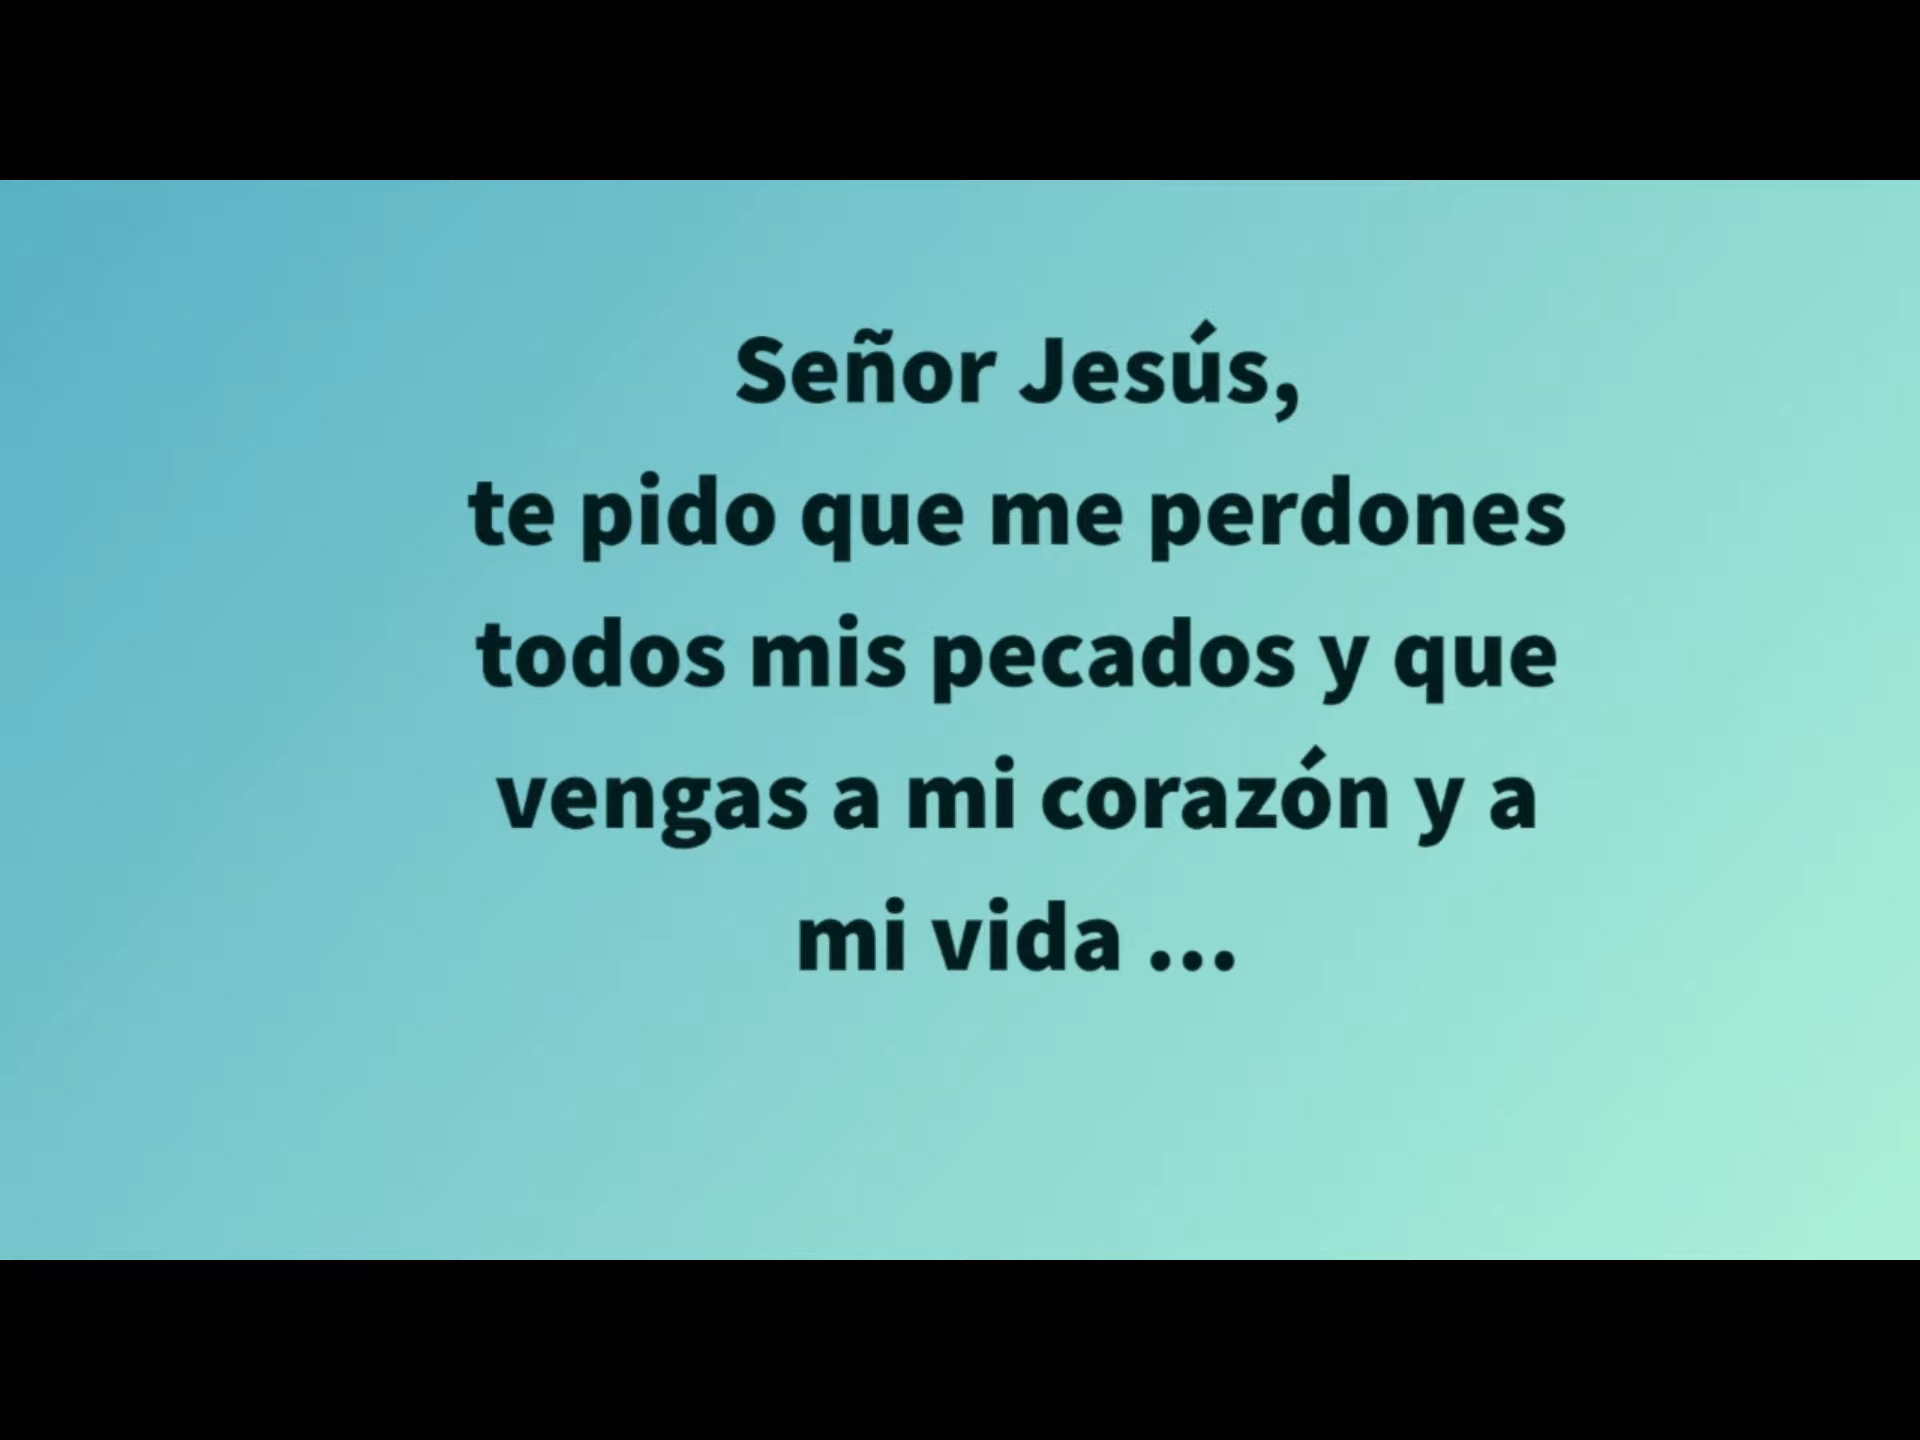 Señor Jesús,
te pido que me perdones
todos mis pecados y que
vengas a mi corazón y a
mi vida ...